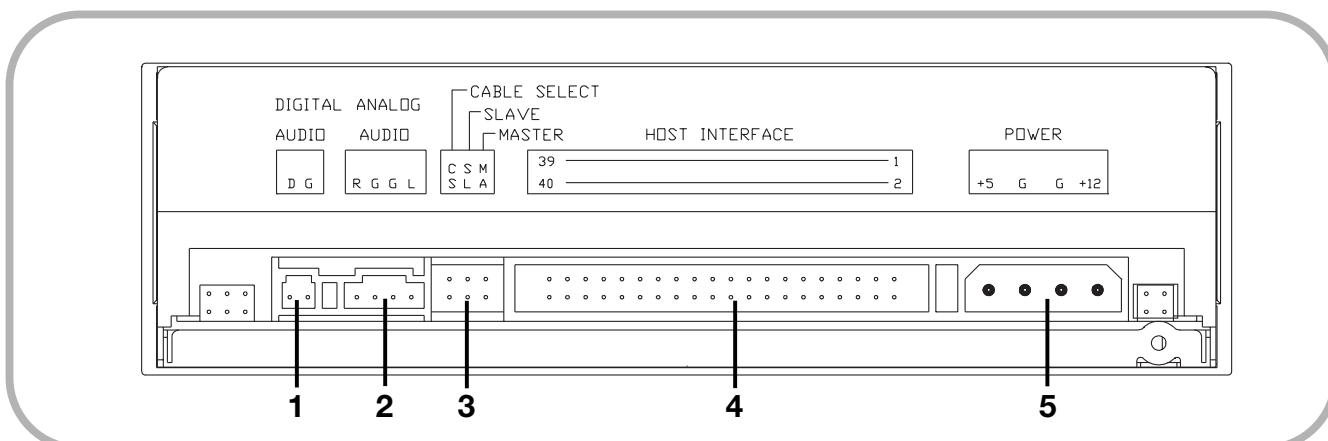 CABLE SELECT
DIGITAL ANALOG
SLAVE
AUDIO AUDIO
MASTER
HOST INTERFACE
POWER
39 1
C S M
D G
R G G L
S L A
40 2
+5 G G +12
1 2 3 4 5